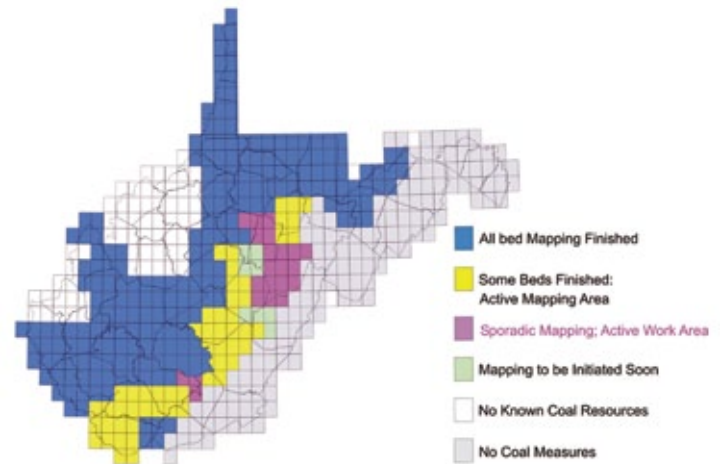 All bed Mapping Finished
Some Beds Finished:
Active Mapping Area
Sporadic Mapping; Active Work Area
Mapping to be Initiated Soon
No Known Coal Resources
No Coal Measures